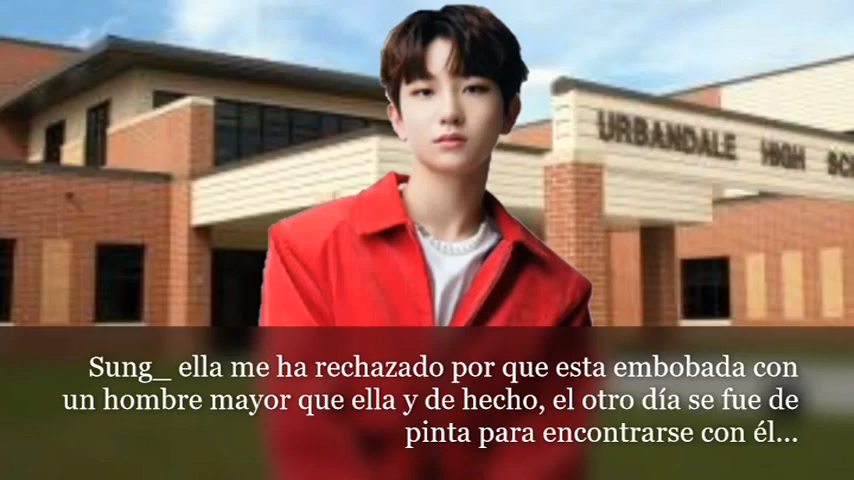 URBANDALE HIGH SC
Sung_ ella me ha rechazado por que esta embobada con
un hombre mayor que ella y de hecho, el otro día se fue de
pinta para encontrarse con él...